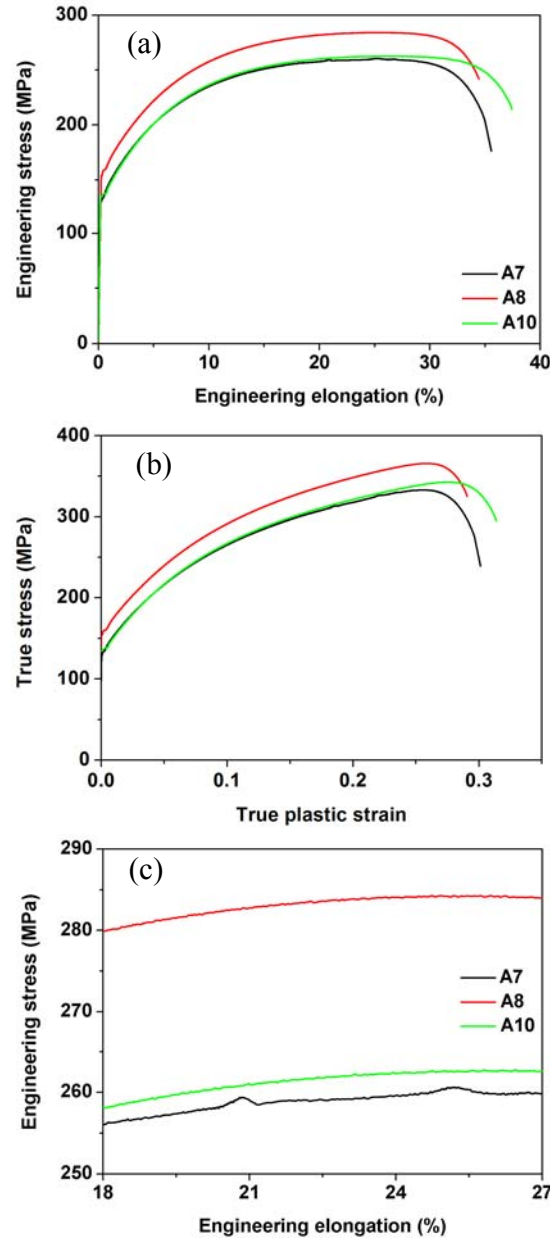 (a)
Engineering stress (MPa)
300
200
100
0
A7
A8
A10
0 10 20 30 40
Engineering elongation (%)
(b)
True stress (MPa)
400
300
200
100
0
0.0 0.1 0.2 0.3
True plastic strain
(c)
Engineering stress (MPa)
290
280
270
260
250
A7
A8
A10
18 21 24 27
Engineering elongation (%)